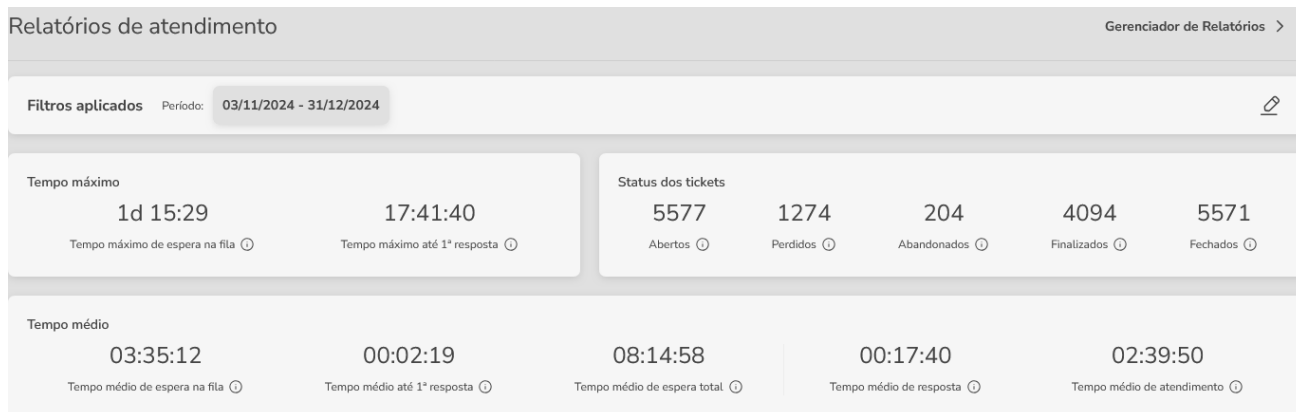 Relatórios de atendimento
Gerenciador de Relatórios
Filtros aplicados Período: 03/11/2024 - 31/12/2024
Tempo máximo
1d 15:29 17:41:40
Tempo máximo de espera na fila Tempo máximo até 1ª resposta
Status dos tickets
5577 1274 204 4094 5571
Abertos Perdidos Abandonados Finalizados Fechados
Tempo médio
03:35:12 00:02:19 08:14:58 00:17:40 02:39:50
Tempo médio de espera na fila Tempo médio até 1ª resposta Tempo médio de espera total Tempo médio de resposta Tempo médio de atendimento